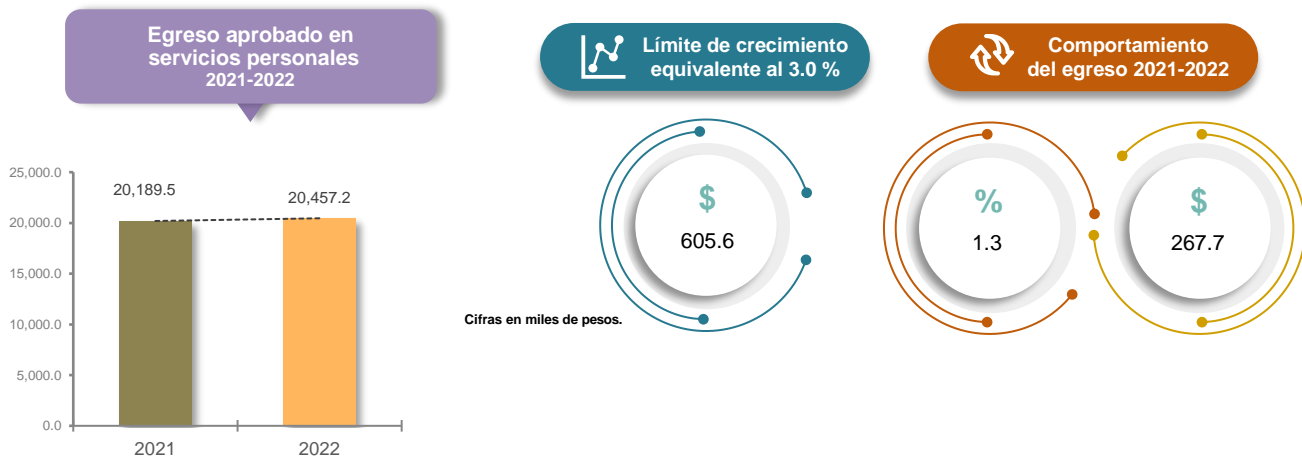 Egreso aprobado en
servicios personales
2021-2022
Límite de crecimiento
equivalente al 3.0 %
Comportamiento
del egreso 2021-2022
25,000.0
20,000.0
15,000.0
10,000.0
5,000.0
0.0
20,189.5
20,457.2
2021
2022
$
605.6
%
1.3
$
267.7
Cifras en miles de pesos.